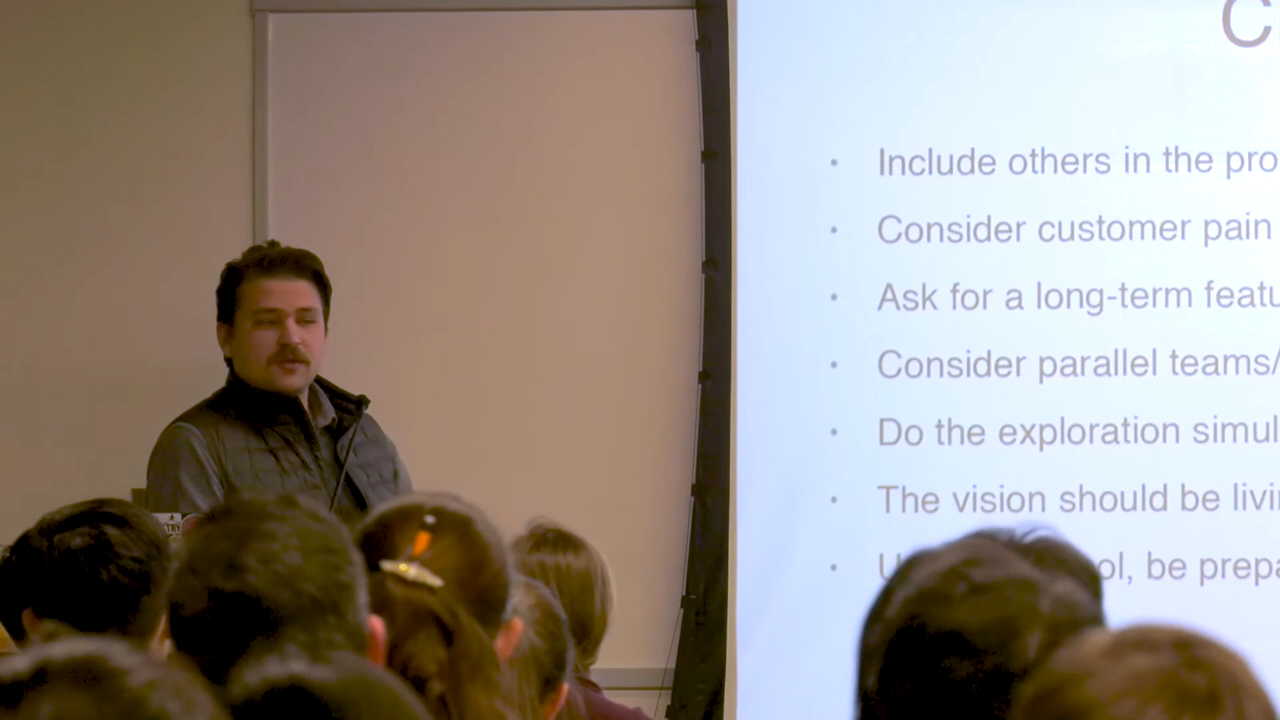 Include others in the pro
Consider customer pain
Ask for a long-term featu
Consider parallel teams/
Do the exploration simul
The vision should be livi
ol, be prepa